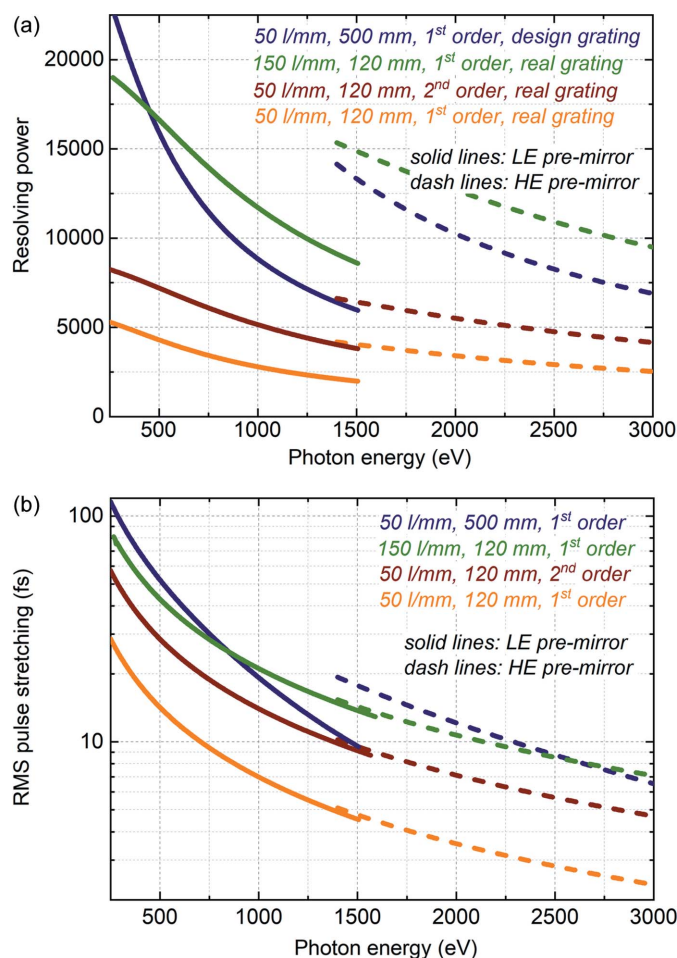 (a)
50 l/mm, 500 mm, 1st order, design grating
150 l/mm, 120 mm, 1st order, real grating
50 l/mm, 120 mm, 2nd order, real grating
50 l/mm, 120 mm, 1st order, real grating
solid lines: LE pre-mirror
dash lines: HE pre-mirror
Resolving power
20000
15000
10000
5000
0
500 1000 1500 2000 2500 3000
Photon energy (eV)
(b)
50 l/mm, 500 mm, 1st order
150 l/mm, 120 mm, 1st order
50 l/mm, 120 mm, 2nd order
50 l/mm, 120 mm, 1st order
solid lines: LE pre-mirror
dash lines: HE pre-mirror
RMS pulse stretching (fs)
100
10
500 1000 1500 2000 2500 3000
Photon energy (eV)